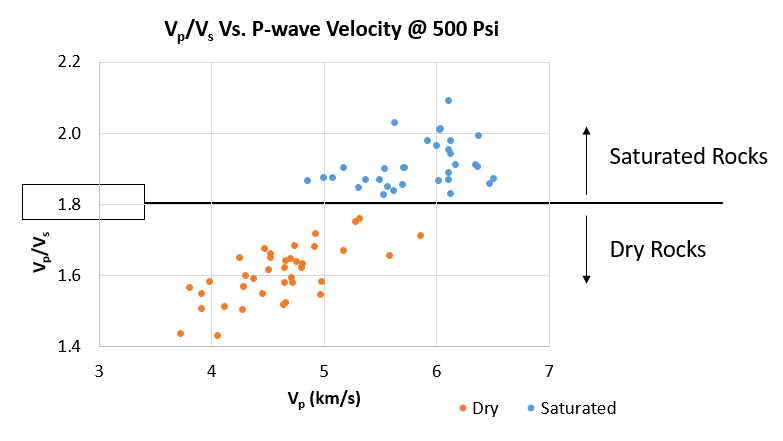 Vp/Vs Vs. P-wave Velocity @ 500 Psi
2.2
2.0
1.8
1.6
1.4
Vp/Vs
3 4 5 6 7
Vp (km/s)
Saturated Rocks
Dry Rocks
Dry Saturated